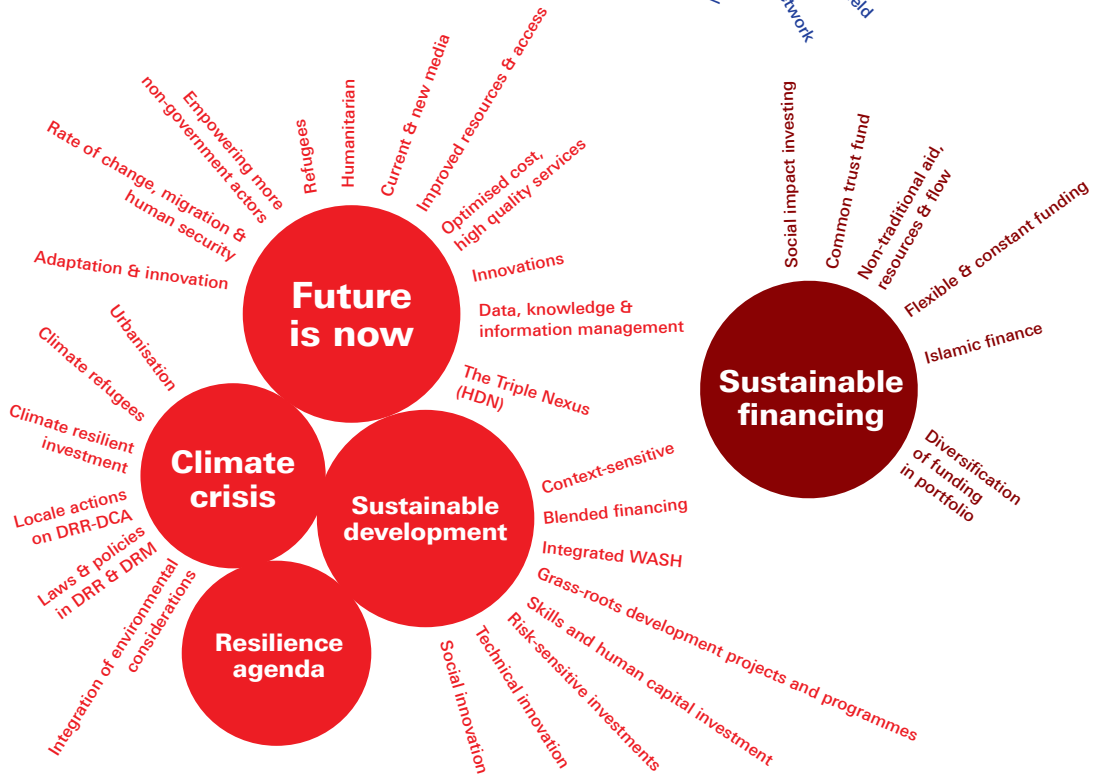 Future
is now
Adaptation & innovation
Rate of change, migration &
human security
Empowering more
non-government actors
Refugees
Humanitarian
Current & new media
Improved resources & access
Optimised cost,
high quality services
Innovations
Data, knowledge &
information management
The Triple Nexus
(HDN)
Climate
crisis
Urbanisation
Climate refugees
Climate resilient
investment
Locale actions
on DRR-DCA
Laws & policies
in DRR & DRM
Integration of environmental
considerations
Sustainable
development
Context-sensitive
Blended financing
Integrated WASH
Grass-roots development projects and programmes
Skills and human capital investment
Risk-sensitive investments
Technical innovation
Social innovation
Resilience
agenda
Sustainable
financing
Social impact investing
Common trust fund
Non-traditional aid,
resources & flow
Flexible & constant funding
Islamic finance
Diversification
of funding
in portfolio